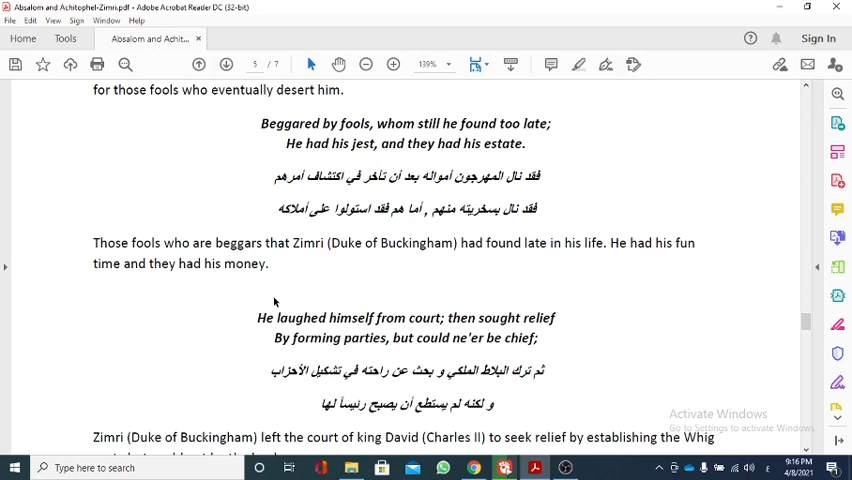 Absalom and Achitophel-Zimri.pdf - Adobe Acrobat Reader DC (32-bit)
File Edit View Sign Window Help
Home Tools Absalom and Achit... × Sign In
5 / 7 139%
for those fools who eventually desert him.
Beggared by fools, whom still he found too late;
He had his jest, and they had his estate.
فقد نال المهرجون أمواله بعد أن تأخر في اكتشاف أمرهم
فقد نال بسخريته منهم , أما هم فقد استولوا على أملاكه
Those fools who are beggars that Zimri (Duke of Buckingham) had found late in his life. He had his fun
time and they had his money.
He laughed himself from court; then sought relief
By forming parties, but could ne'er be chief;
ثم ترك البلاط الملكي و بحث عن راحته في تشكيل الأحزاب
و لكنه لم يستطع أن يصبح رئيسأ لها
Activate Windows
Go to Settings to activate Windows.
Zimri (Duke of Buckingham) left the court of king David (Charles II) to seek relief by establishing the Whig
Type here to search
9:16 PM
4/8/2021